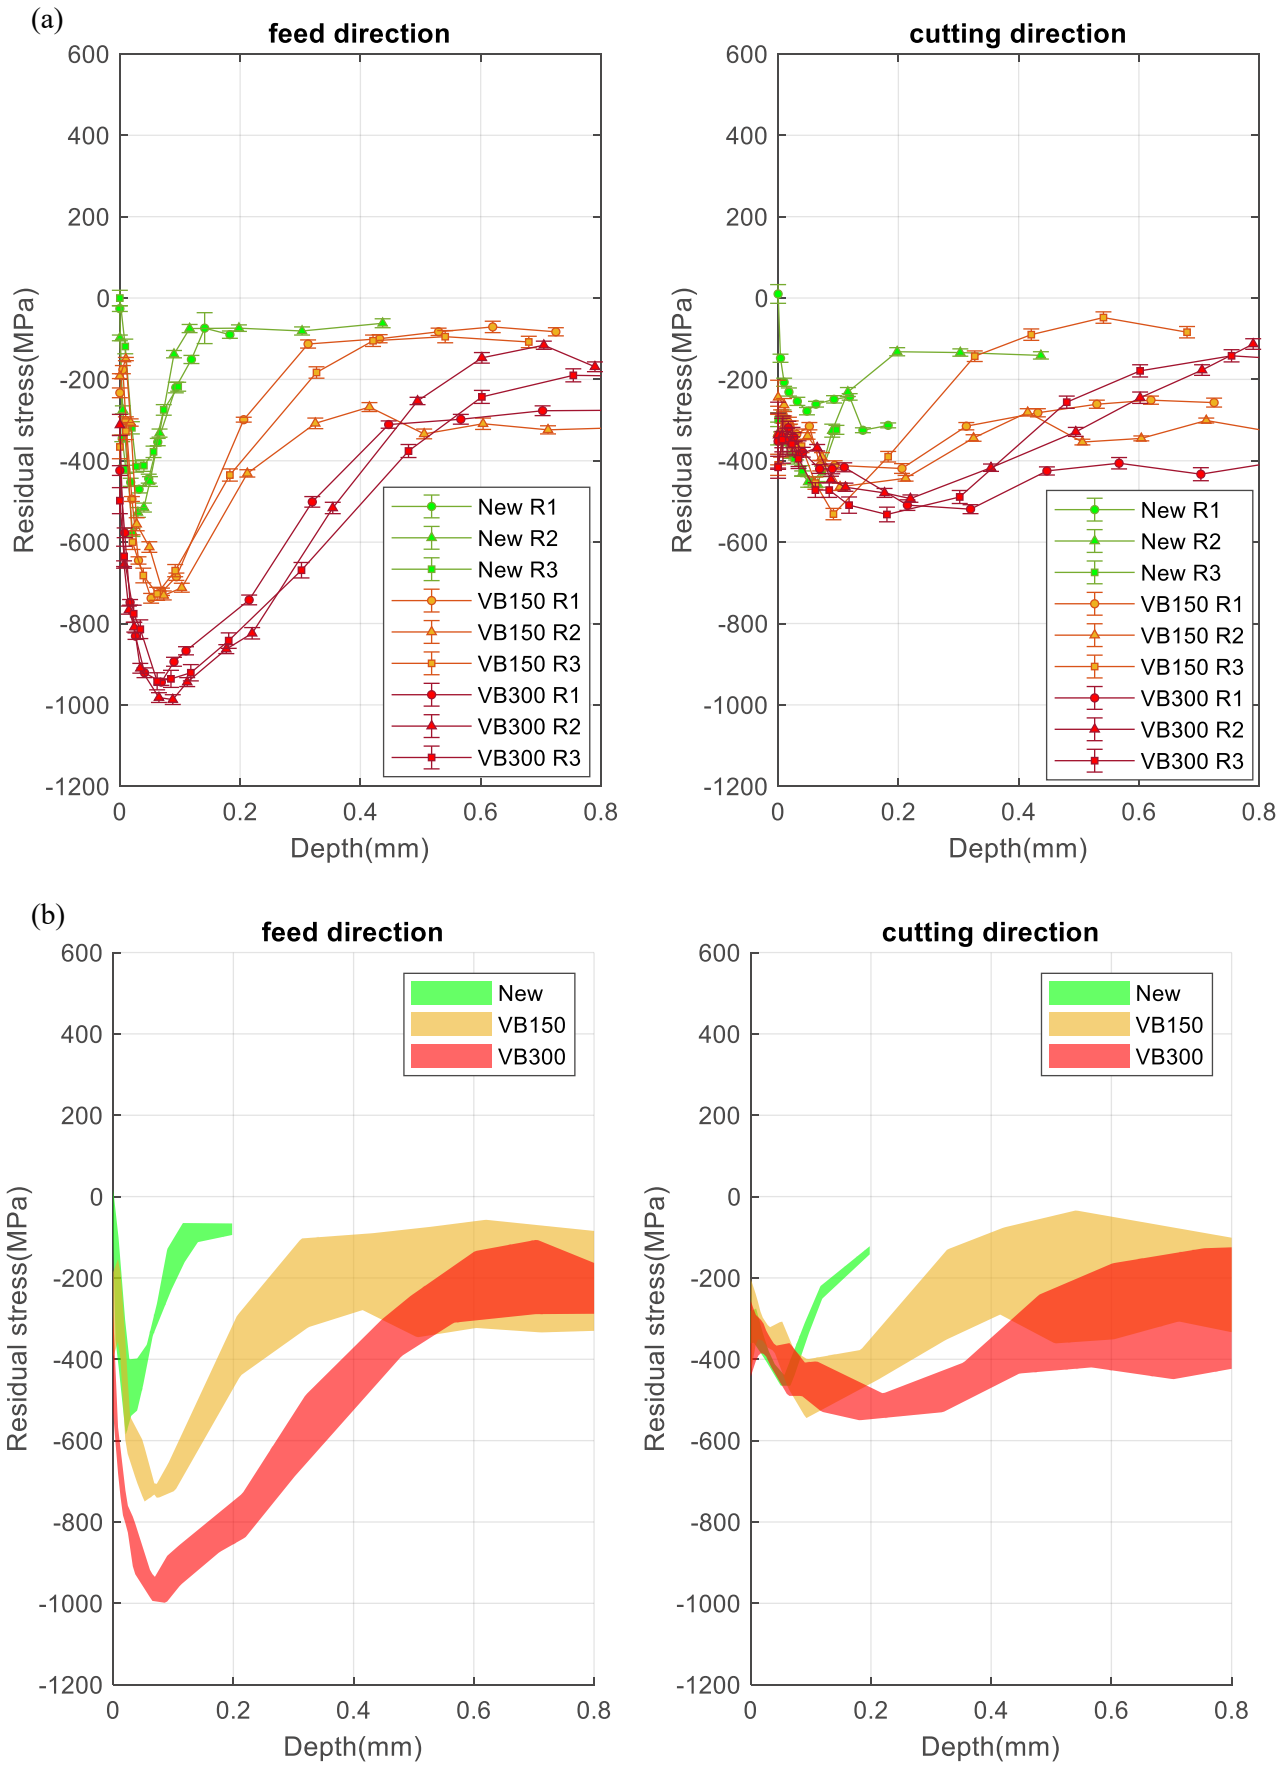 (a)
feed direction
600
400
200
0
-200
-400
-600
-800
-1000
-1200
Residual stress(MPa)
0 0.2 0.4 0.6 0.8
Depth(mm)
New R1
New R2
New R3
VB150 R1
VB150 R2
VB150 R3
VB300 R1
VB300 R2
VB300 R3
cutting direction
600
400
200
0
-200
-400
-600
-800
-1000
-1200
Residual stress(MPa)
0 0.2 0.4 0.6 0.8
Depth(mm)
New R1
New R2
New R3
VB150 R1
VB150 R2
VB150 R3
VB300 R1
VB300 R2
VB300 R3
(b)
feed direction
600
400
200
0
-200
-400
-600
-800
-1000
-1200
Residual stress(MPa)
0 0.2 0.4 0.6 0.8
Depth(mm)
New
VB150
VB300
cutting direction
600
400
200
0
-200
-400
-600
-800
-1000
-1200
Residual stress(MPa)
0 0.2 0.4 0.6 0.8
Depth(mm)
New
VB150
VB300